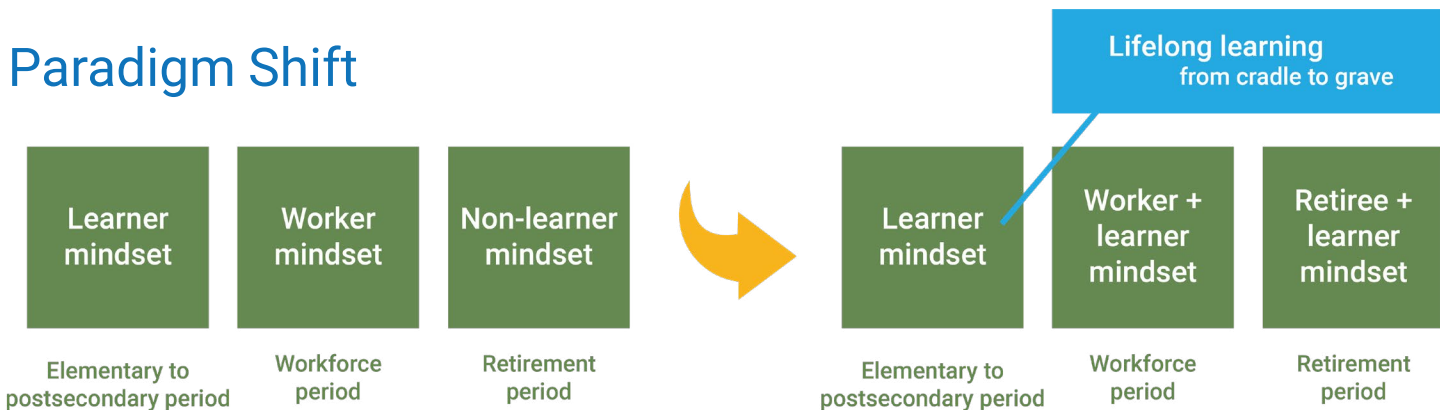 Paradigm Shift
Lifelong learning
from cradle to grave
Learner
mindset
Worker
mindset
Non-learner
mindset
Learner
mindset
Worker +
learner
mindset
Retiree +
learner
mindset
Elementary to
postsecondary period
Workforce
period
Retirement
period
Elementary to
postsecondary period
Workforce
period
Retirement
period